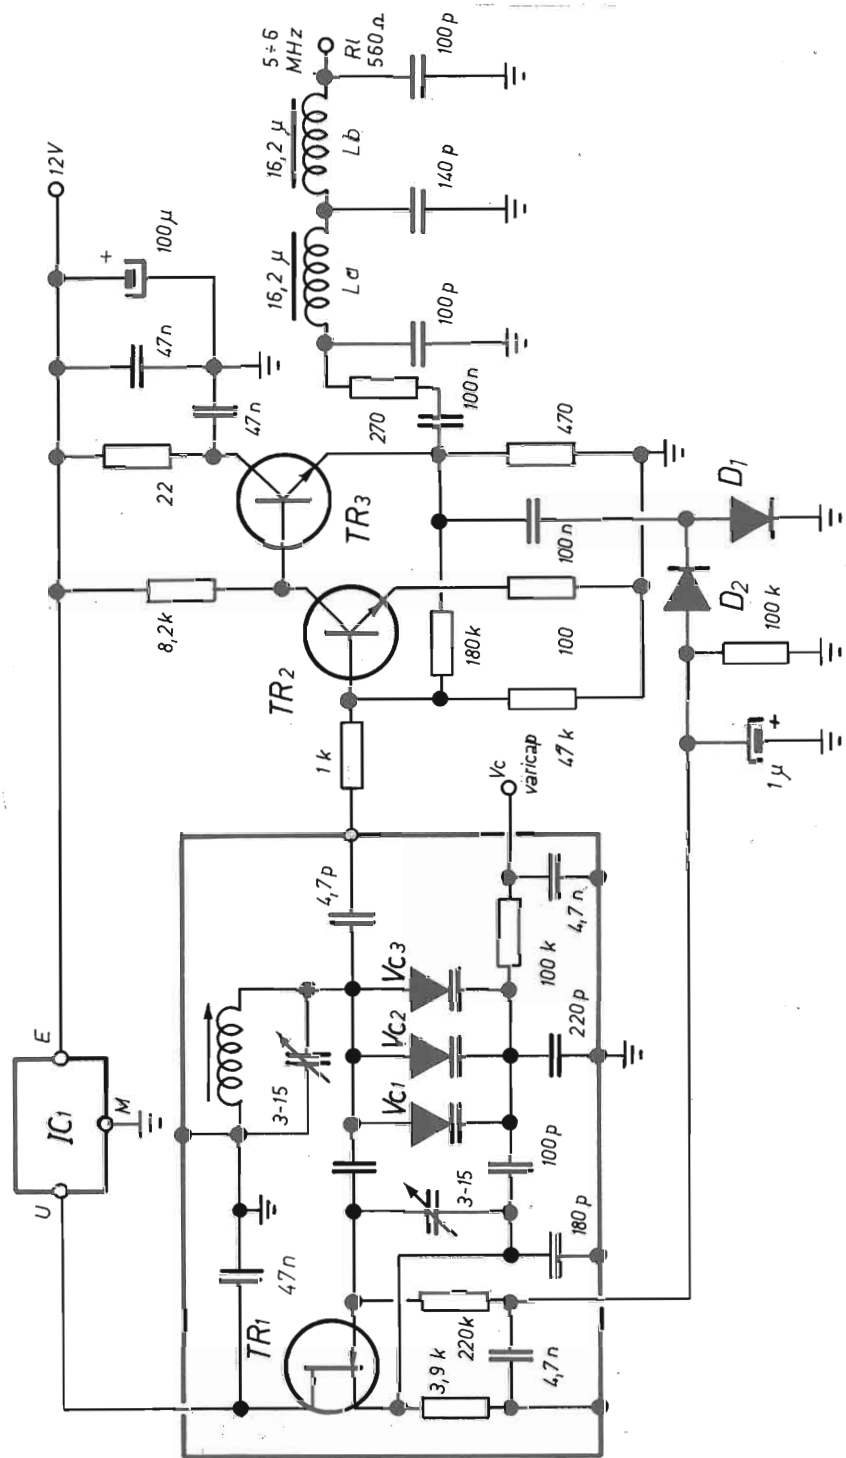 U
IC1
E
12V
M
100µ
+
47n
8,2k
22
47n
TR1
47n
3-15
TR2
16,2 µ
16,2 µ
5÷6
MHz
1k
4,7p
TR3
La
Lb
Rl
560Ω
VC1
VC2
VC3
270
3,9k
220k
3-15
100p
140p
100p
100n
180k
Vc
varicap
4,7n
180p
100p
220p
100k
4,7n
47k
100
100n
470
D2
D1
1µ
+
100k